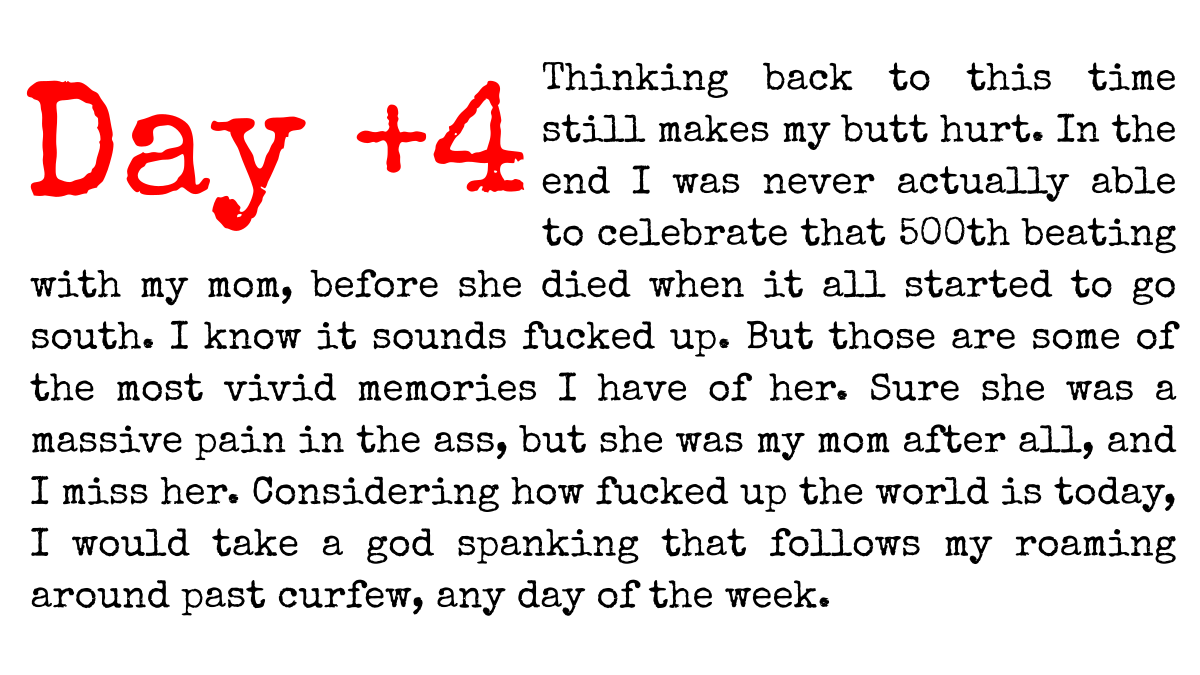 Day +4
Thinking back to this time
still makes my butt hurt. In the
end I was never actually able
to celebrate that 500th beating
with my mom, before she died when it all started to go
south. I know it sounds fucked up. But those are some of
the most vivid memories I have of her. Sure she was a
massive pain in the ass, but she was my mom after all, and
I miss her. Considering how fucked up the world is today,
I would take a god spanking that follows my roaming
around past curfew, any day of the week.